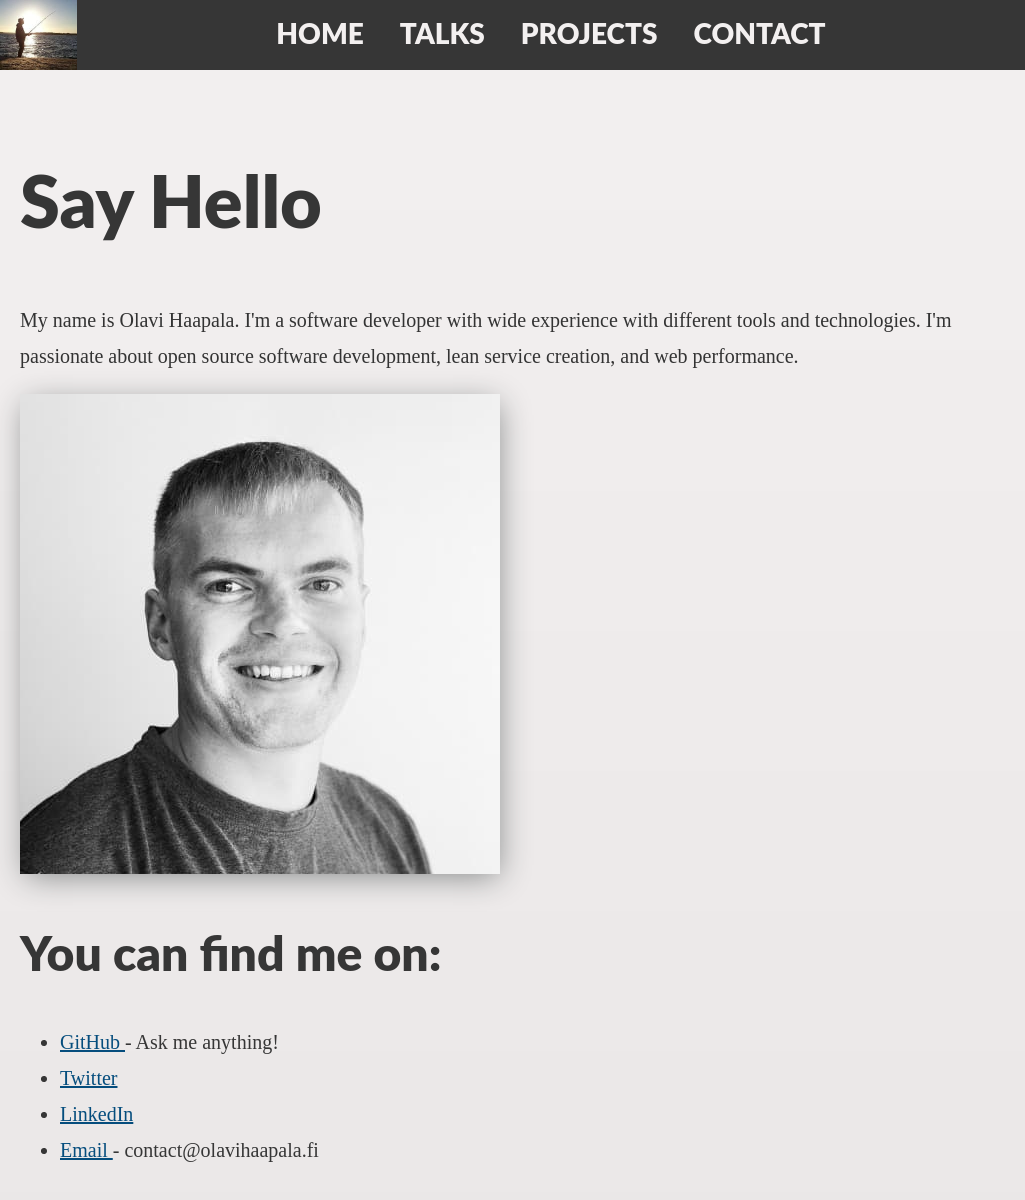 HOME TALKS PROJECTS CONTACT
Say Hello
My name is Olavi Haapala. I'm a software developer with wide experience with different tools and technologies. I'm
passionate about open source software development, lean service creation, and web performance.
You can find me on:
GitHub - Ask me anything!
Twitter
LinkedIn
Email - contact@olavihaapala.fi